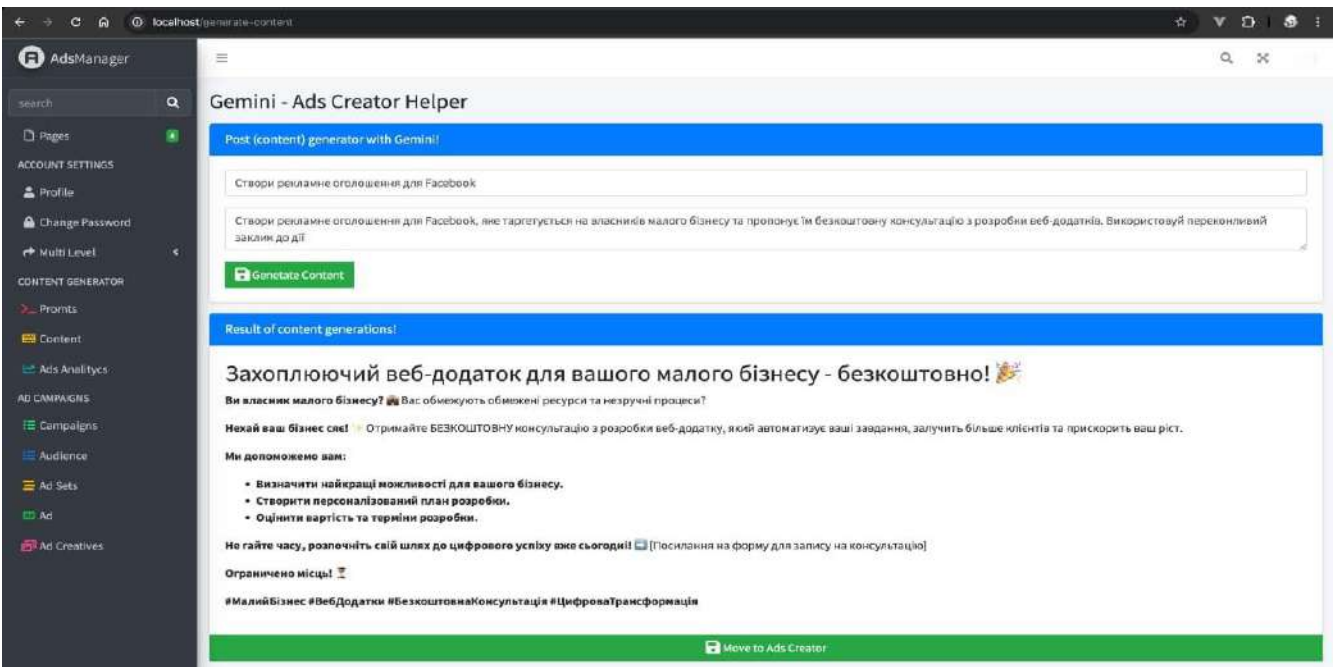 localhost/generate-content
AdsManager
search
Pages
ACCOUNT SETTINGS
Profile
Change Password
Multi Level
CONTENT GENERATOR
Promts
Content
Ads Analitycs
AD CAMPAIGNS
Campaigns
Audience
Ad Sets
Ad
Ad Creatives
Gemini - Ads Creator Helper
Post (content) generator with Gemini!
Створи рекламне оголошення для Facebook
Створи рекламне оголошення для Facebook, яке таргетується на власників малого бізнесу та пропонує їм безкоштовну консультацію з розробки веб-додатків. Використовуй переконливий
заклик до дії
Genetate Content
Result of content generations!
Захоплюючий веб-додаток для вашого малого бізнесу - безкоштовно! 🎉
Ви власник малого бізнесу? Вас обмежують обмежені ресурси та незручні процеси?
Нехай ваш бізнес сяє! ✨ Отримайте БЕЗКОШТОВНУ консультацію з розробки веб-додатку, який автоматизує ваші завдання, залучить більше клієнтів та прискорить ваш ріст.
Ми допоможемо вам:
• Визначити найкращі можливості для вашого бізнесу.
• Створити персоналізований план розробки.
• Оцінити вартість та терміни розробки.
Не гайте часу, розпочніть свій шлях до цифрового успіху вже сьогодні! ➡️ [Посилання на форму для запису на консультацію]
Ограничено місць! ⏳
#МалийБізнес #ВебДодатки #БезкоштовнаКонсультація #ЦифроваТрансформація
Move to Ads Creator